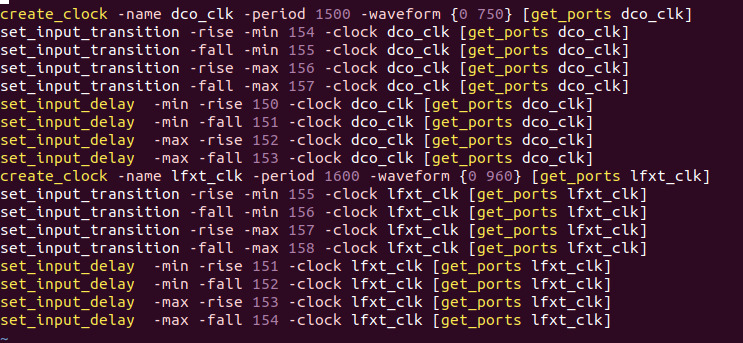 create_clock -name dco_clk -period 1500 -waveform {0 750} [get_ports dco_clk]
set_input_transition -rise -min 154 -clock dco_clk [get_ports dco_clk]
set_input_transition -fall -min 155 -clock dco_clk [get_ports dco_clk]
set_input_transition -rise -max 156 -clock dco_clk [get_ports dco_clk]
set_input_transition -fall -max 157 -clock dco_clk [get_ports dco_clk]
set_input_delay  -min -rise 150 -clock dco_clk [get_ports dco_clk]
set_input_delay  -min -fall 151 -clock dco_clk [get_ports dco_clk]
set_input_delay  -max -rise 152 -clock dco_clk [get_ports dco_clk]
set_input_delay  -max -fall 153 -clock dco_clk [get_ports dco_clk]
create_clock -name lfxt_clk -period 1600 -waveform {0 960} [get_ports lfxt_clk]
set_input_transition -rise -min 155 -clock lfxt_clk [get_ports lfxt_clk]
set_input_transition -fall -min 156 -clock lfxt_clk [get_ports lfxt_clk]
set_input_transition -rise -max 157 -clock lfxt_clk [get_ports lfxt_clk]
set_input_transition -fall -max 158 -clock lfxt_clk [get_ports lfxt_clk]
set_input_delay  -min -rise 151 -clock lfxt_clk [get_ports lfxt_clk]
set_input_delay  -min -fall 152 -clock lfxt_clk [get_ports lfxt_clk]
set_input_delay  -max -rise 153 -clock lfxt_clk [get_ports lfxt_clk]
set_input_delay  -max -fall 154 -clock lfxt_clk [get_ports lfxt_clk]
~